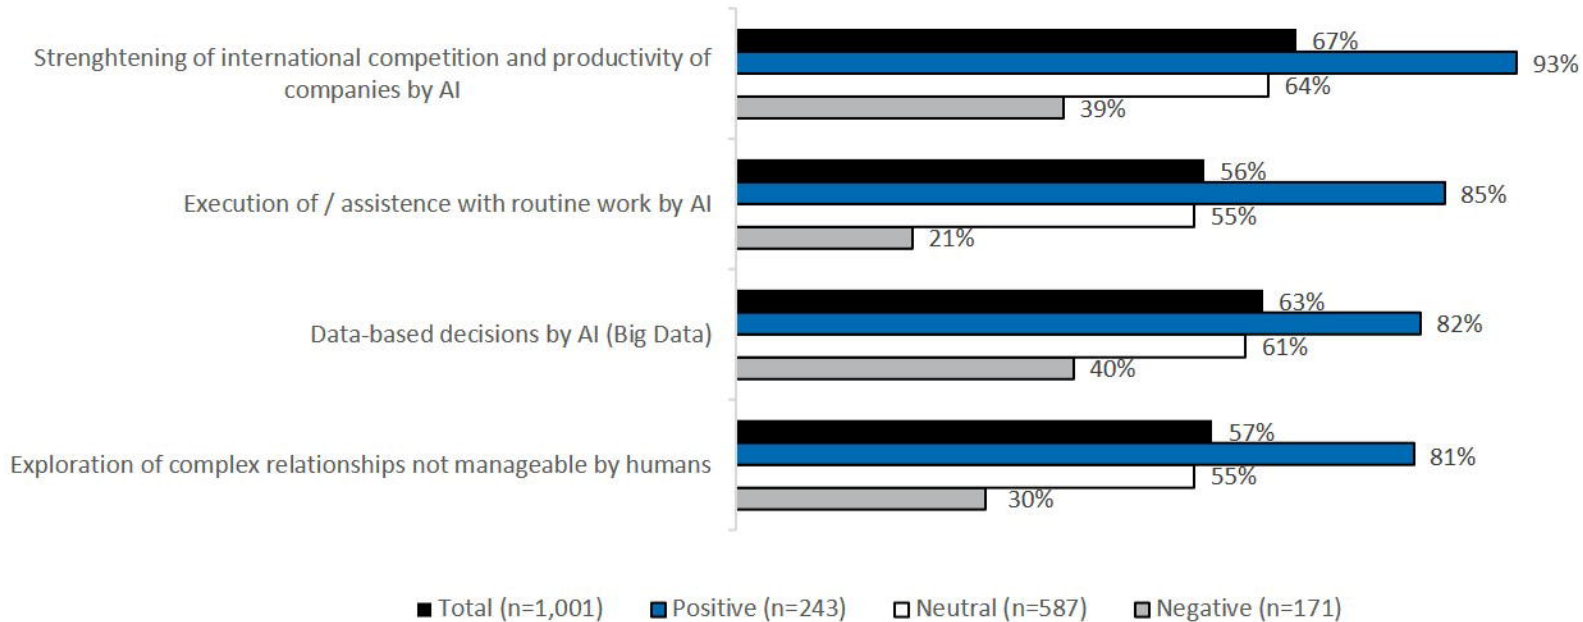 Strenghtening of international competition and productivity of
companies by AI
67%
93%
64%
39%
Execution of / assistence with routine work by AI
56%
85%
55%
21%
Data-based decisions by AI (Big Data)
63%
82%
61%
40%
Exploration of complex relationships not manageable by humans
57%
81%
55%
30%
Total (n=1,001) Positive (n=243) Neutral (n=587) Negative (n=171)